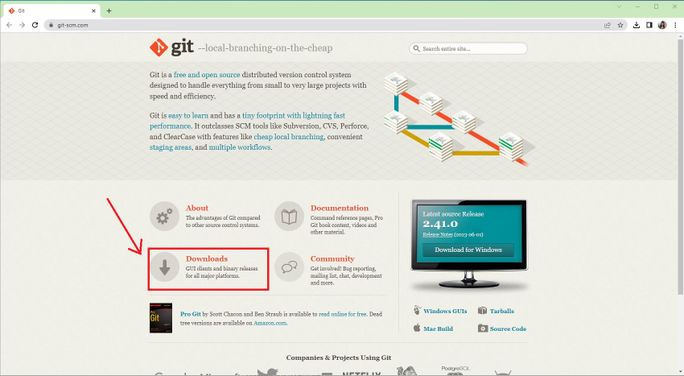 Git
git-scm.com
git --local-branching-on-the-cheap
Search entire site...
Git is a free and open source distributed version control system
designed to handle everything from small to very large projects with
speed and efficiency.
Git is easy to learn and has a tiny footprint with lightning fast
performance. It outclasses SCM tools like Subversion, CVS, Perforce,
and ClearCase with features like cheap local branching, convenient
staging areas, and multiple workflows.
About
The advantages of Git compared
to other source control systems.
Documentation
Command reference pages, Pro
Git book content, videos and
other material.
Downloads
GUI clients and binary releases
for all major platforms.
Community
Get involved! Bug reporting,
mailing list, chat, development
and more.
Latest source Release
2.41.0
Release Notes (2023-06-01)
Download for Windows
Windows GUIs
Tarballs
Mac Build
Source Code
Pro Git
Pro Git by Scott Chacon and Ben Straub is available to read online for free. Dead
tree versions are available on Amazon.com.
Companies & Projects Using Git
NETFLIX
PostgreSQL